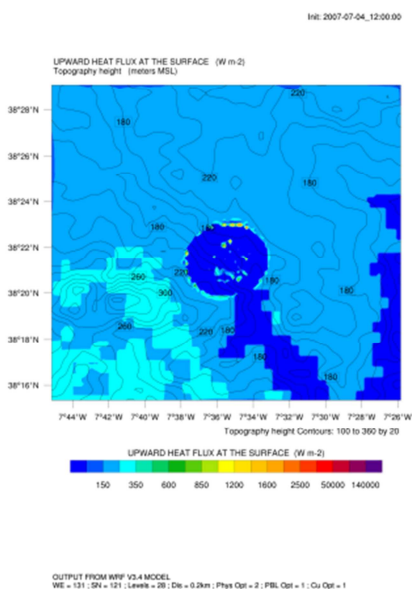 Init: 2007-07-04_12:00:00
UPWARD HEAT FLUX AT THE SURFACE (W m-2)
Topography height (meters MSL)
220
38°28'N
180
38°26'N
220
180
38°24'N
180
180
38°22'N
220
260
180
38°20'N
300
180
260
220
180
38°18'N
180
180
38°16'N
7°44'W 7°42'W 7°40'W 7°38'W 7°36'W 7°34'W 7°32'W 7°30'W 7°28'W 7°26'W
Topography height Contours: 100 to 360 by 20
UPWARD HEAT FLUX AT THE SURFACE (W m-2)
150 350 600 850 1200 1600 2500 50000 140000
OUTPUT FROM WRF V3.4 MODEL
WE = 131 ; SN = 121 ; Levels = 28 ; Dis = 0.2km ; Phys Opt = 2 ; PBL Opt = 1 ; Cu Opt = 1